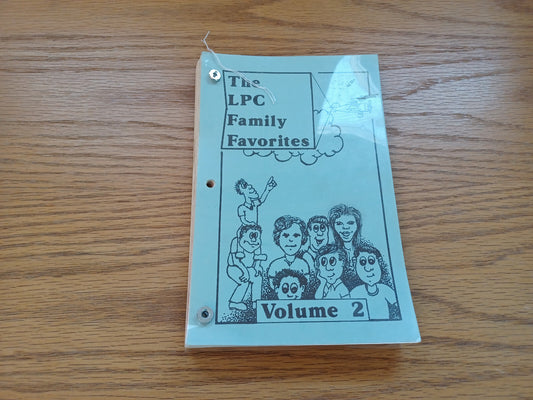 The
LPC
Family
Favorites
Volume 2